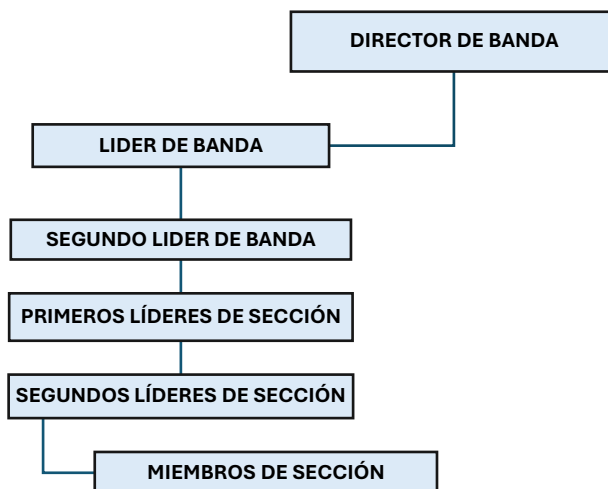 DIRECTOR DE BANDA
LIDER DE BANDA
SEGUNDO LIDER DE BANDA
PRIMEROS LÍDERES DE SECCIÓN
SEGUNDOS LÍDERES DE SECCIÓN
MIEMBROS DE SECCIÓN